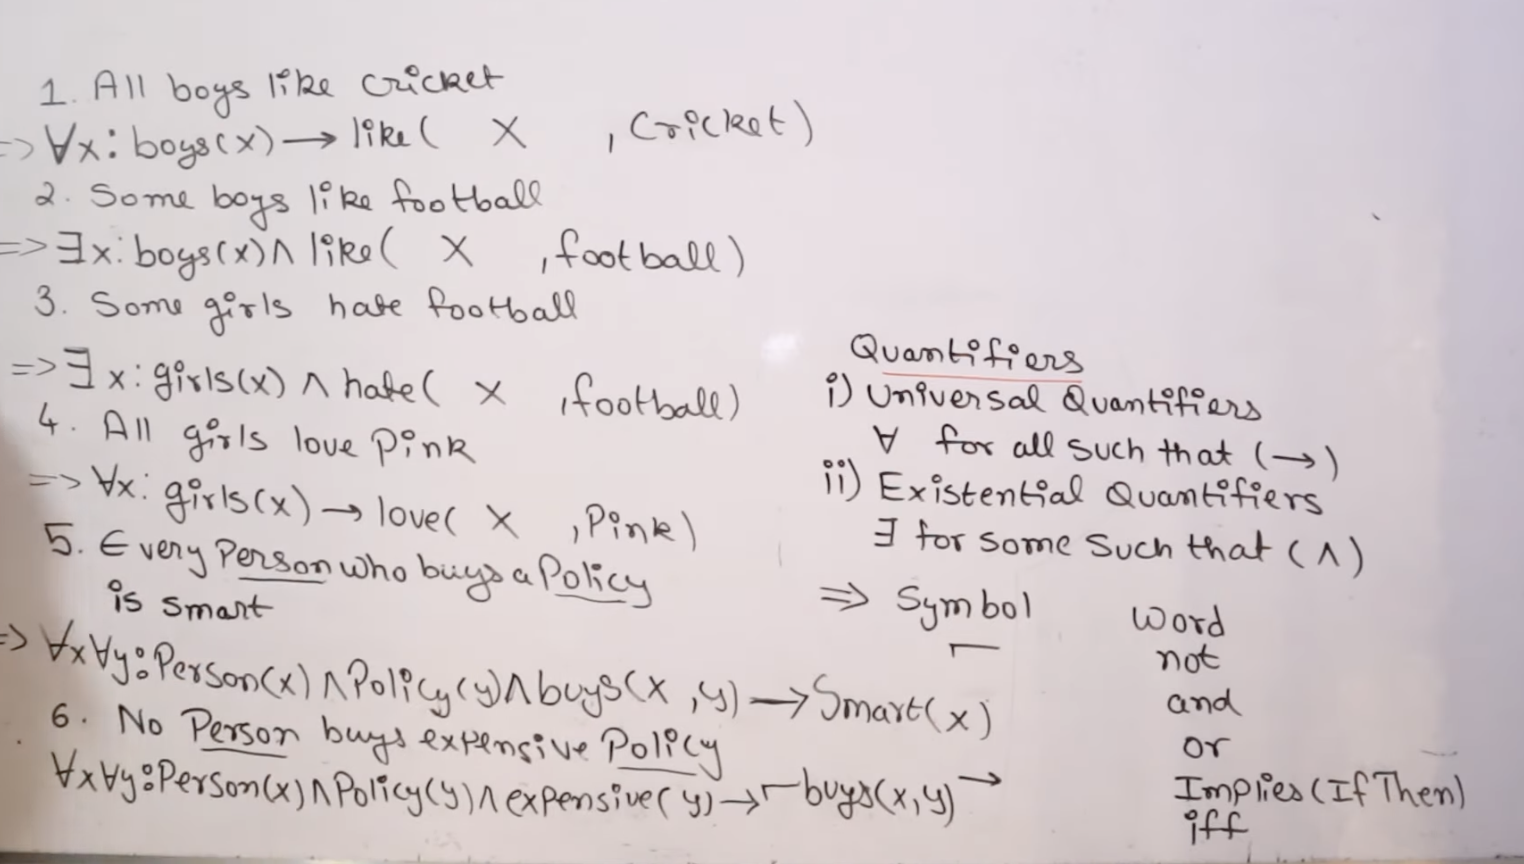 1. All boys like cricket
=> ∀x: boys(x) → like( X , Cricket)
2. Some boys like football
=> ∃x: boys(x) ∧ like( X , football)
3. Some girls hate football
=> ∃x: girls(x) ∧ hate( X , football)
4. All girls love Pink
=> ∀x: girls(x) → love( X , Pink)
5. Every Person who buys a Policy
is smart
=> ∀x∀y: Person(x) ∧ Policy(y) ∧ buys(x ,y) → Smart(x)
6. No Person buys expensive Policy
∀x∀y: Person(x) ∧ Policy(y) ∧ expensive(y) → ¬buys(x,y)
Quantifiers
i) Universal Quantifiers
∀ for all such that (→)
ii) Existential Quantifiers
∃ for some Such that (∧)
=> Symbol Word
¬ not
and
or
→ Implies (If Then)
iff